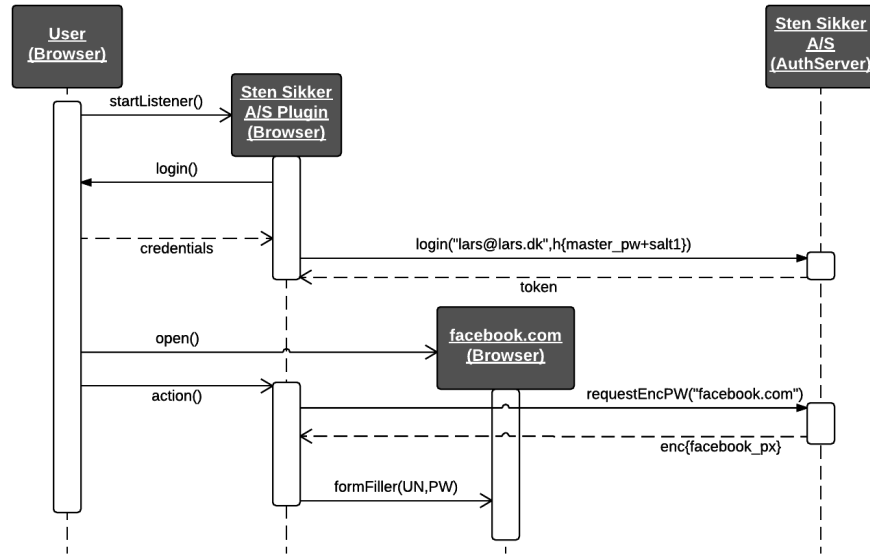 User
(Browser)
Sten Sikker
A/S
(AuthServer)
Sten Sikker
A/S Plugin
(Browser)
startListener()
login()
credentials
login("lars@lars.dk",h{master_pw+salt1})
token
facebook.com
(Browser)
open()
action()
requestEncPW("facebook.com")
enc{facebook_px}
formFiller(UN,PW)